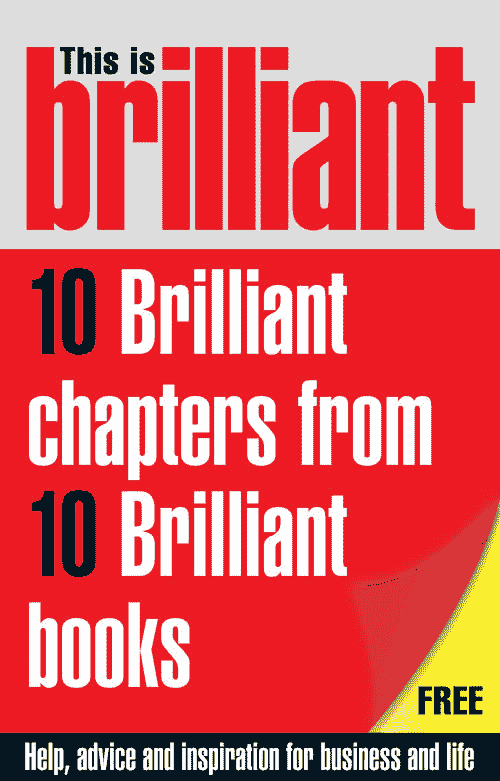 This is
brilliant
10 Brilliant
chapters from
10 Brilliant
books
FREE
Help, advice and inspiration for business and life